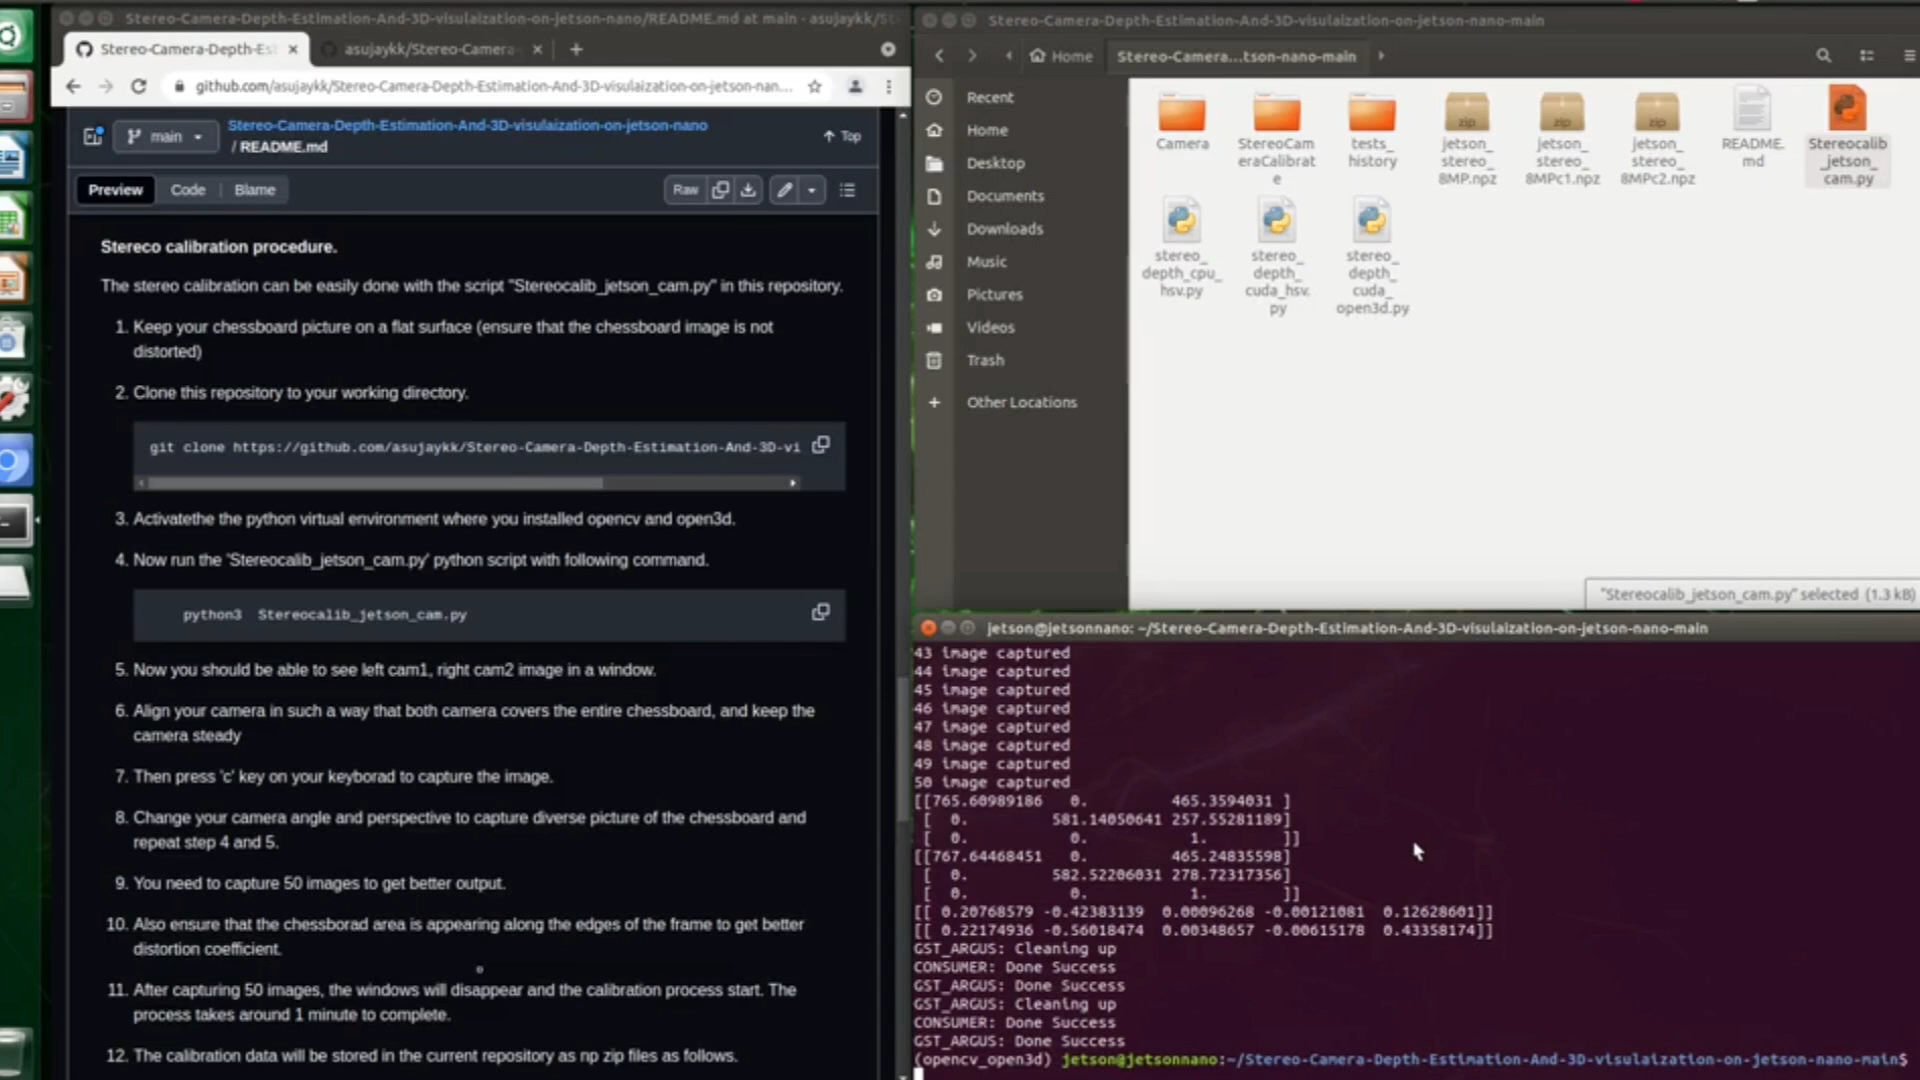 Stereo-Camera-Depth-Estimation-And-3D-visulaization-on-jetson-nano/README.md at main · asujaykk/St
Stereo-Camera-Depth-Es
asujaykk/Stereo-Camera-
github.com/asujaykk/Stereo-Camera-Depth-Estimation-And-3D-visulaization-on-jetson-nan...
main
Stereo-Camera-Depth-Estimation-And-3D-visulaization-on-jetson-nano
/ README.md
Top
Preview
Code
Blame
Raw
Stereco calibration procedure.
The stereo calibration can be easily done with the script "Stereocalib_jetson_cam.py" in this repository.
1. Keep your chessboard picture on a flat surface (ensure that the chessboard image is not
distorted)
2. Clone this repository to your working directory.
git clone https://github.com/asujaykk/Stereo-Camera-Depth-Estimation-And-3D-vi
3. Activatethe the python virtual environment where you installed opencv and open3d.
4. Now run the 'Stereocalib_jetson_cam.py' python script with following command.
python3  Stereocalib_jetson_cam.py
5. Now you should be able to see left cam1, right cam2 image in a window.
6. Align your camera in such a way that both camera covers the entire chessboard, and keep the
camera steady
7. Then press 'c' key on your keyborad to capture the image.
8. Change your camera angle and perspective to capture diverse picture of the chessboard and
repeat step 4 and 5.
9. You need to capture 50 images to get better output.
10. Also ensure that the chessborad area is appearing along the edges of the frame to get better
distortion coefficient.
11. After capturing 50 images, the windows will disappear and the calibration process start. The
process takes around 1 minute to complete.
12. The calibration data will be stored in the current repository as np zip files as follows.
Stereo-Camera-Depth-Estimation-And-3D-visulaization-on-jetson-nano-main
Home
Stereo-Camera...tson-nano-main
Recent
Home
Desktop
Documents
Downloads
Music
Pictures
Videos
Trash
Other Locations
Camera
StereoCam
eraCalibrat
e
tests_
history
zip
jetson_
stereo_
8MP.npz
zip
jetson_
stereo_
8MPc1.npz
zip
jetson_
stereo_
8MPc2.npz
README.
md
Stereocalib
_jetson_
cam.py
stereo_
depth_cpu_
hsv.py
stereo_
depth_
cuda_hsv.
py
stereo_
depth_
cuda_
open3d.py
"Stereocalib_jetson_cam.py" selected (1.3 kB)
jetson@jetsonnano: ~/Stereo-Camera-Depth-Estimation-And-3D-visulaization-on-jetson-nano-main
43 image captured
44 image captured
45 image captured
46 image captured
47 image captured
48 image captured
49 image captured
50 image captured
[[765.60989186   0.         465.3594031 ]
 [  0.         581.14050641 257.55281189]
 [  0.           0.           1.        ]]
[[767.64468451   0.         465.24835598]
 [  0.         582.52206031 278.72317356]
 [  0.           0.           1.        ]]
[[ 0.20768579 -0.42383139  0.00096268 -0.00121081  0.12628601]]
[[ 0.22174936 -0.56018474  0.00348657 -0.00615178  0.43358174]]
GST_ARGUS: Cleaning up
CONSUMER: Done Success
GST_ARGUS: Done Success
GST_ARGUS: Cleaning up
CONSUMER: Done Success
GST_ARGUS: Done Success
(opencv_open3d) jetson@jetsonnano:~/Stereo-Camera-Depth-Estimation-And-3D-visulaization-on-jetson-nano-main$